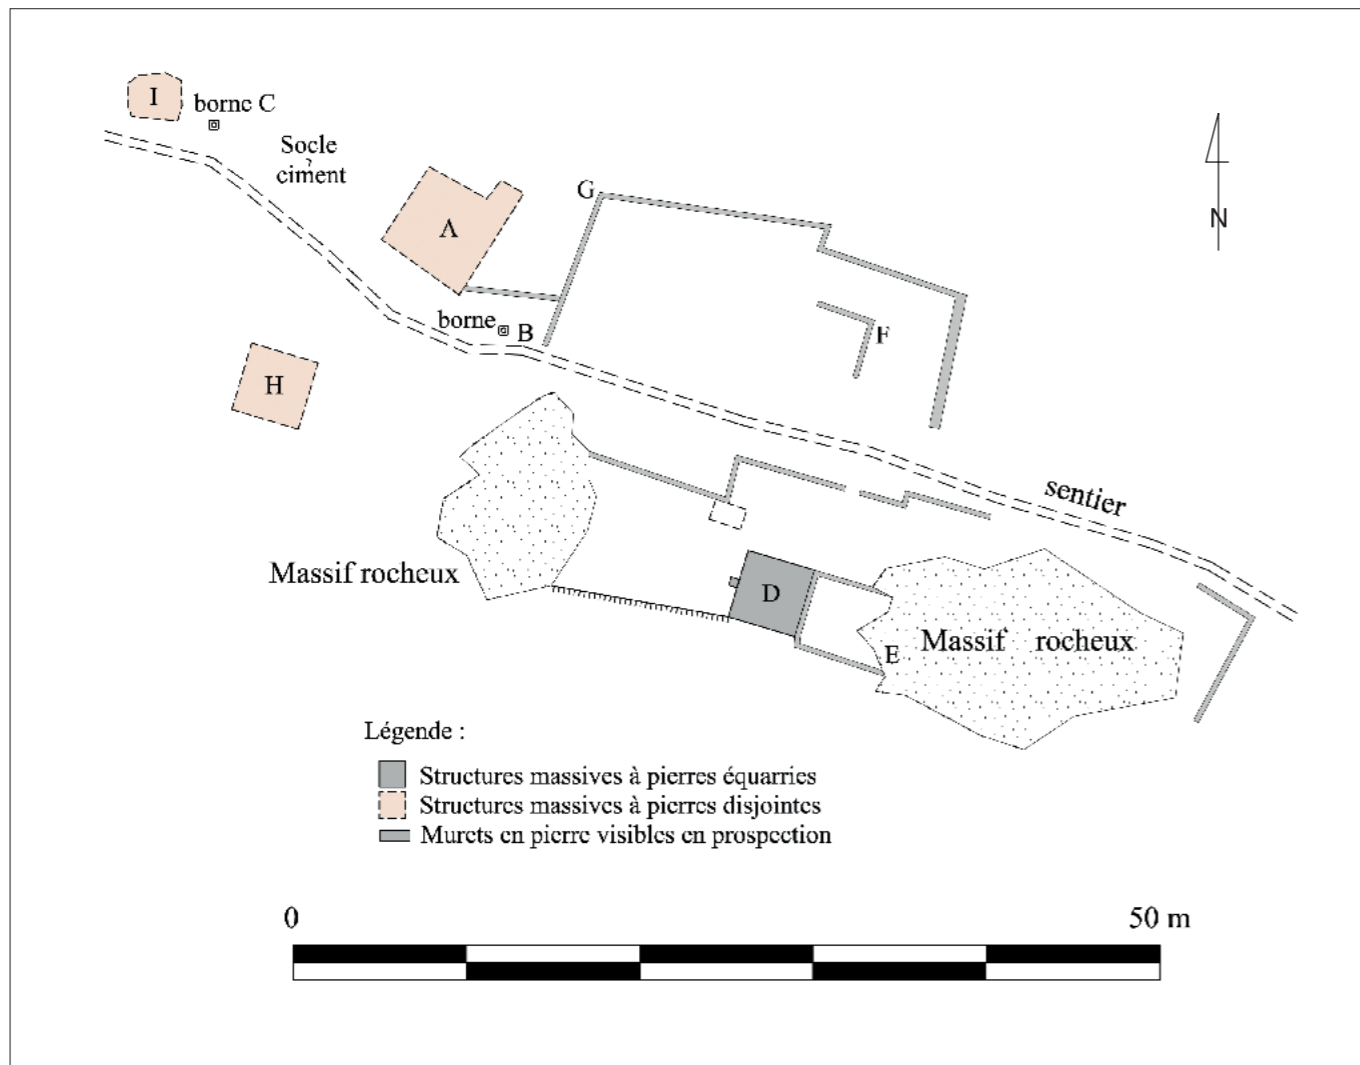 I
borne C
Socle
ciment
A
G
N
borne
B
F
H
sentier
Massif rocheux
D
E
Massif rocheux
Légende :
Structures massives à pierres équarries
Structures massives à pierres disjointes
Murets en pierre visibles en prospection
0
50 m